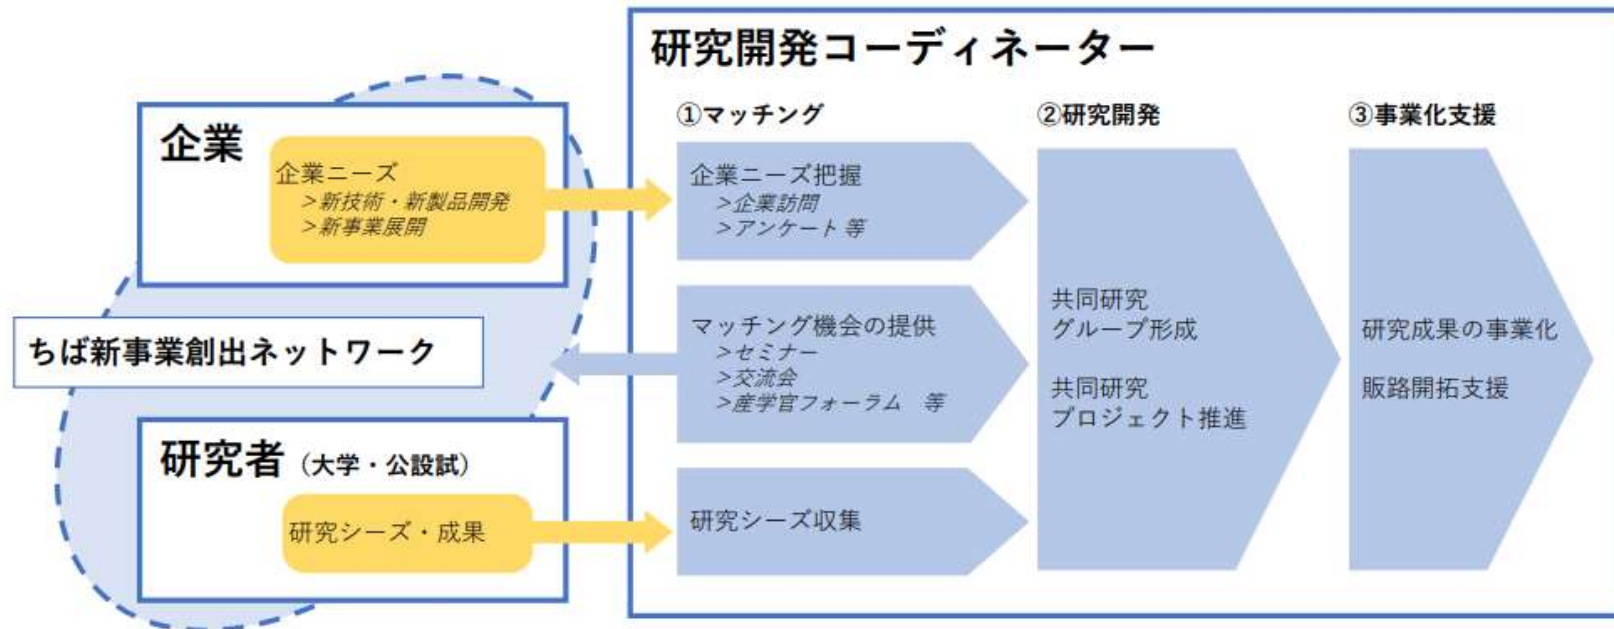 研究開発コーディネーター
企業
企業ニーズ
>新技術・新製品開発
>新事業展開
ちば新事業創出ネットワーク
研究者（大学・公設試）
研究シーズ・成果
①マッチング
企業ニーズ把握
>企業訪問
>アンケート 等
マッチング機会の提供
>セミナー
>交流会
>産学官フォーラム　等
研究シーズ収集
②研究開発
共同研究
グループ形成
共同研究
プロジェクト推進
③事業化支援
研究成果の事業化
販路開拓支援